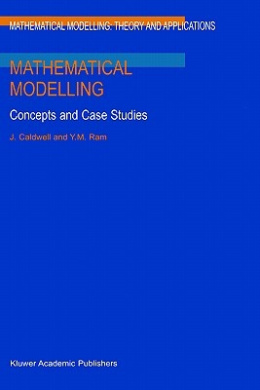 MATHEMATICAL MODELLING: THEORY AND APPLICATIONS
MATHEMATICAL
MODELLING
Concepts and Case Studies
J. Caldwell and Y.M. Ram
Kluwer Academic Publishers